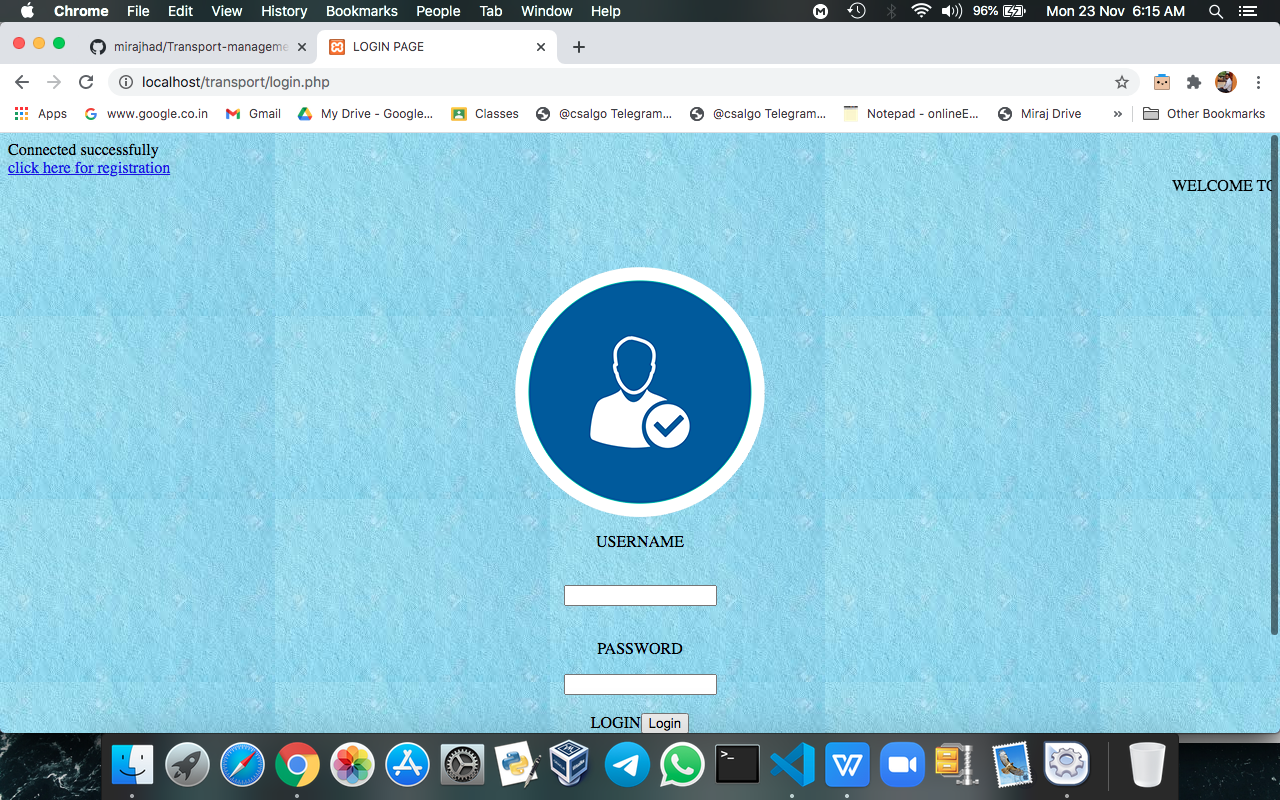 Chrome File Edit View History Bookmarks People Tab Window Help 96% Mon 23 Nov 6:15 AM
mirajhad/Transport-manageme LOGIN PAGE
localhost/transport/login.php
Apps www.google.co.in Gmail My Drive - Google... Classes @csalgo Telegram... @csalgo Telegram... Notepad - onlineE... Miraj Drive » Other Bookmarks
Connected successfully
click here for registration
WELCOME TO
USERNAME
PASSWORD
LOGIN Login